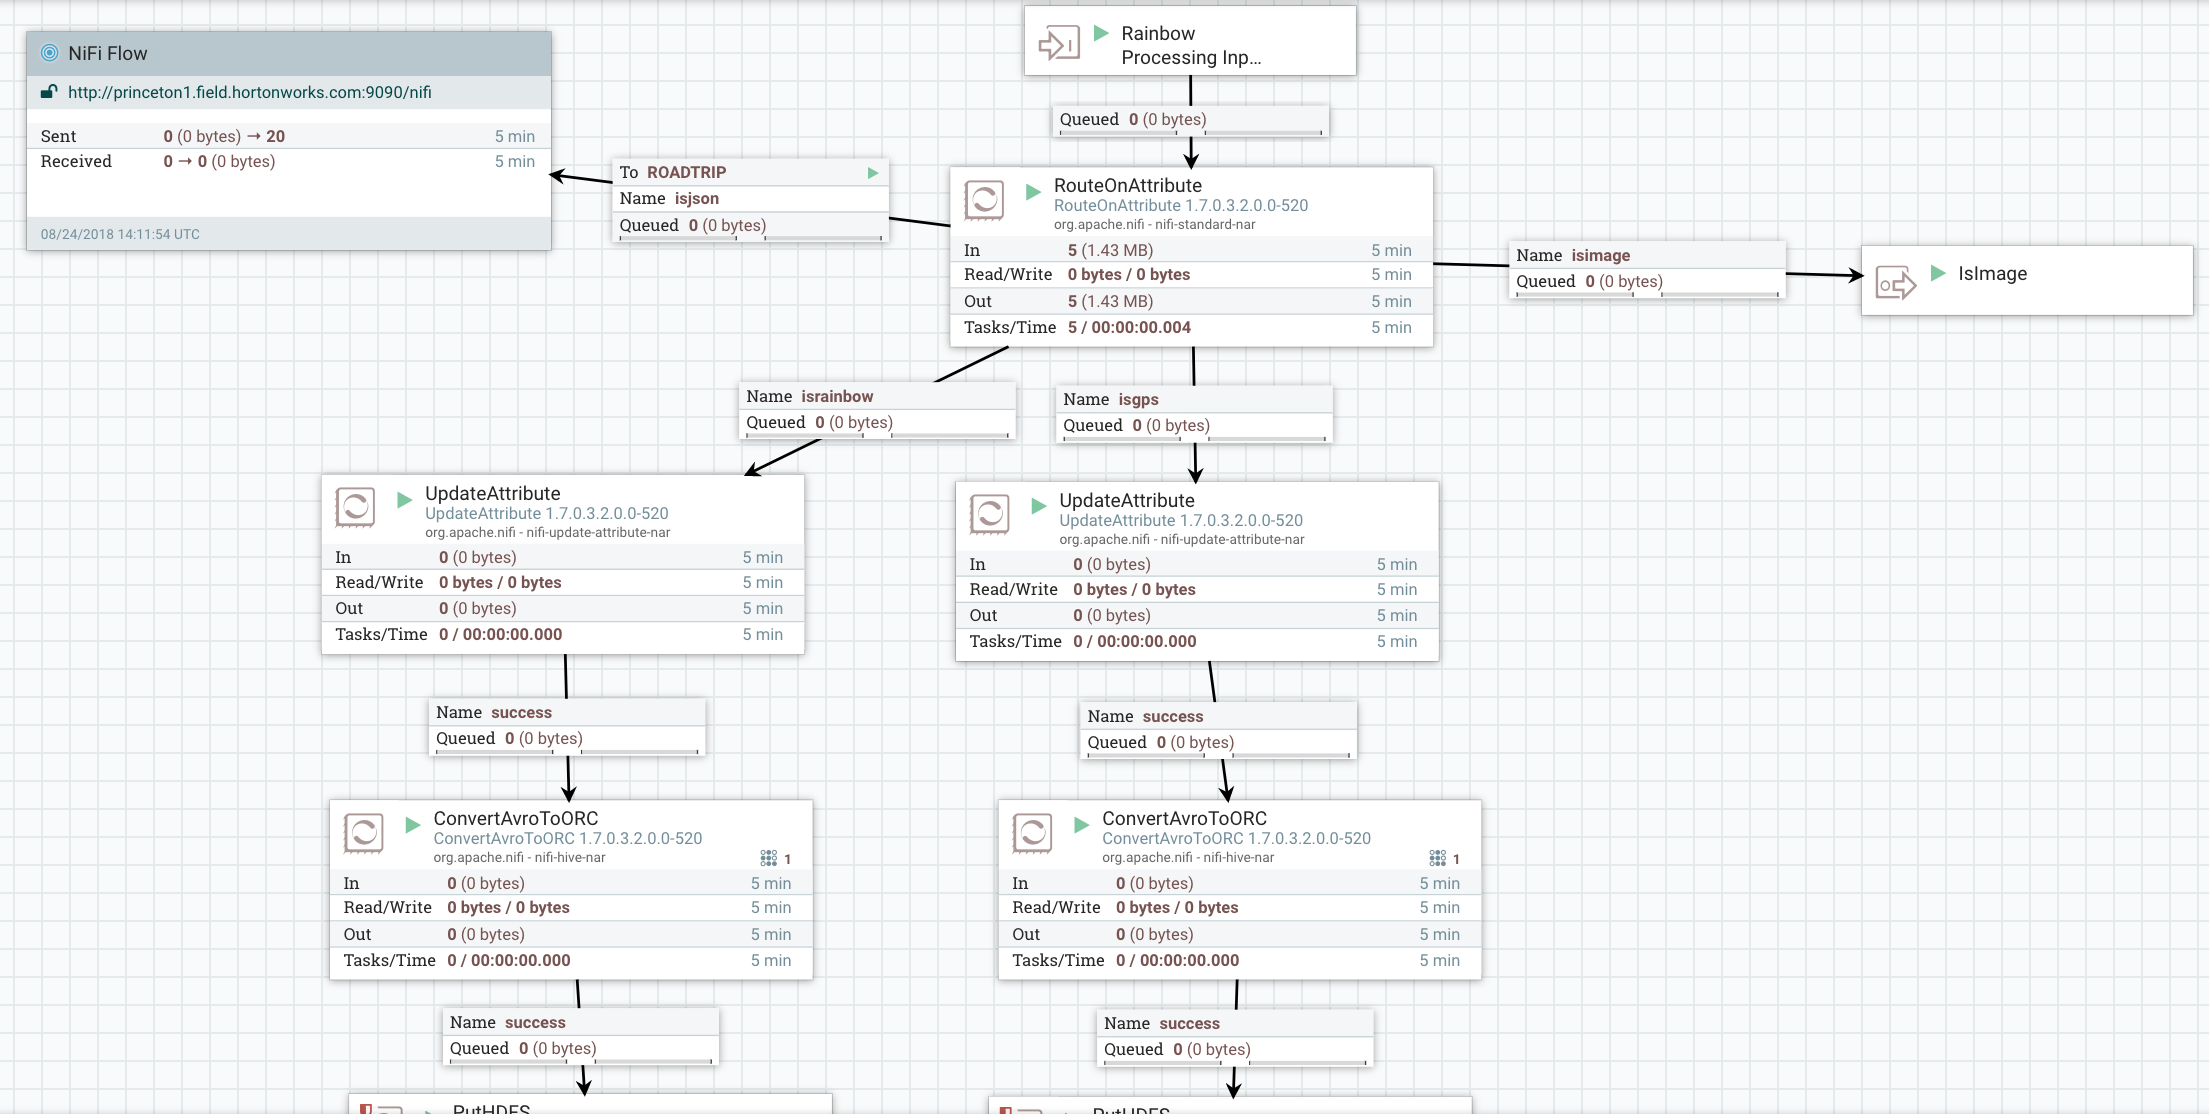 NiFi Flow
http://princeton1.field.hortonworks.com:9090/nifi
Sent 0 (0 bytes) → 20 5 min
Received 0 → 0 (0 bytes) 5 min
08/24/2018 14:11:54 UTC
Rainbow
Processing Inp...
Queued 0 (0 bytes)
To ROADTRIP
Name isjson
Queued 0 (0 bytes)
RouteOnAttribute
RouteOnAttribute 1.7.0.3.2.0.0-520
org.apache.nifi - nifi-standard-nar
In 5 (1.43 MB) 5 min
Read/Write 0 bytes / 0 bytes 5 min
Out 5 (1.43 MB) 5 min
Tasks/Time 5 / 00:00:00.004 5 min
Name isimage
Queued 0 (0 bytes)
IsImage
Name israinbow
Queued 0 (0 bytes)
Name isgps
Queued 0 (0 bytes)
UpdateAttribute
UpdateAttribute 1.7.0.3.2.0.0-520
org.apache.nifi - nifi-update-attribute-nar
In 0 (0 bytes) 5 min
Read/Write 0 bytes / 0 bytes 5 min
Out 0 (0 bytes) 5 min
Tasks/Time 0 / 00:00:00.000 5 min
UpdateAttribute
UpdateAttribute 1.7.0.3.2.0.0-520
org.apache.nifi - nifi-update-attribute-nar
In 0 (0 bytes) 5 min
Read/Write 0 bytes / 0 bytes 5 min
Out 0 (0 bytes) 5 min
Tasks/Time 0 / 00:00:00.000 5 min
Name success
Queued 0 (0 bytes)
Name success
Queued 0 (0 bytes)
ConvertAvroToORC
ConvertAvroToORC 1.7.0.3.2.0.0-520
org.apache.nifi - nifi-hive-nar
1
In 0 (0 bytes) 5 min
Read/Write 0 bytes / 0 bytes 5 min
Out 0 (0 bytes) 5 min
Tasks/Time 0 / 00:00:00.000 5 min
ConvertAvroToORC
ConvertAvroToORC 1.7.0.3.2.0.0-520
org.apache.nifi - nifi-hive-nar
1
In 0 (0 bytes) 5 min
Read/Write 0 bytes / 0 bytes 5 min
Out 0 (0 bytes) 5 min
Tasks/Time 0 / 00:00:00.000 5 min
Name success
Queued 0 (0 bytes)
Name success
Queued 0 (0 bytes)
PutHDFS
PutHDFS